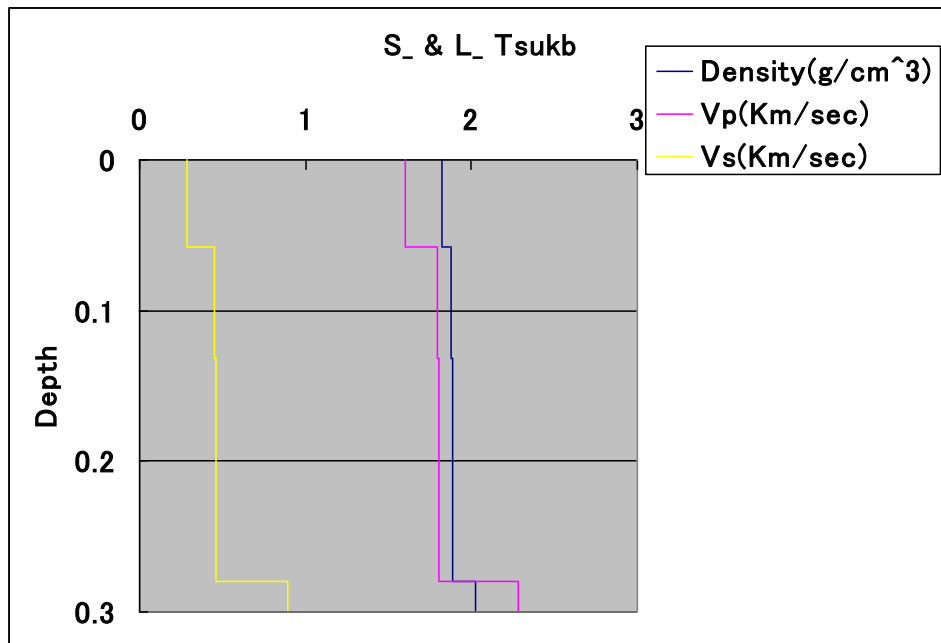 S_ & L_ Tsukb
Density(g/cm^3)
Vp(Km/sec)
Vs(Km/sec)
0 1 2 3
0
0.1
0.2
0.3
Depth